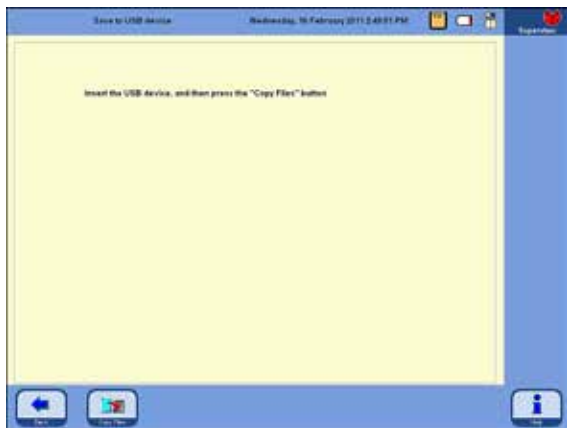 Save to USB device
Wednesday, 16 February 2011 2:49:01 PM
Supervisor
Insert the USB device, and then press the "Copy Files" button
Back
Copy Files
Help